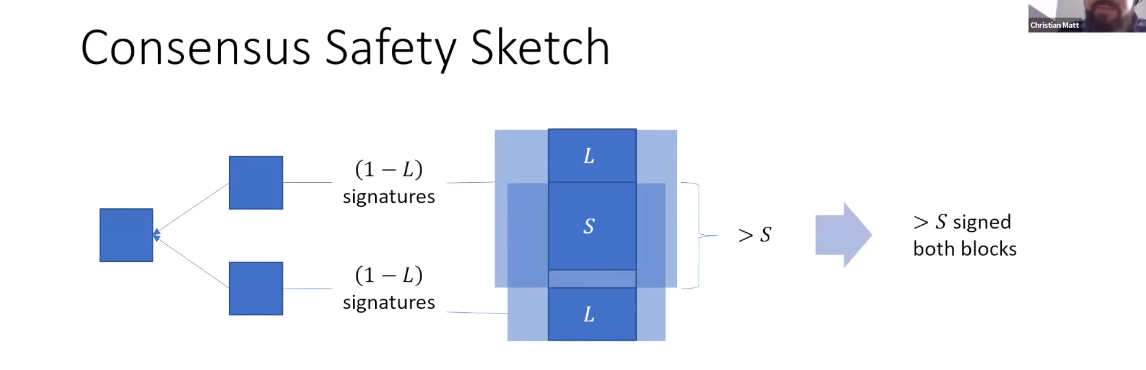 Consensus Safety Sketch
Christian Matt
(1 − L)
signatures
(1 − L)
signatures
L
S
L
> S
> S signed
both blocks